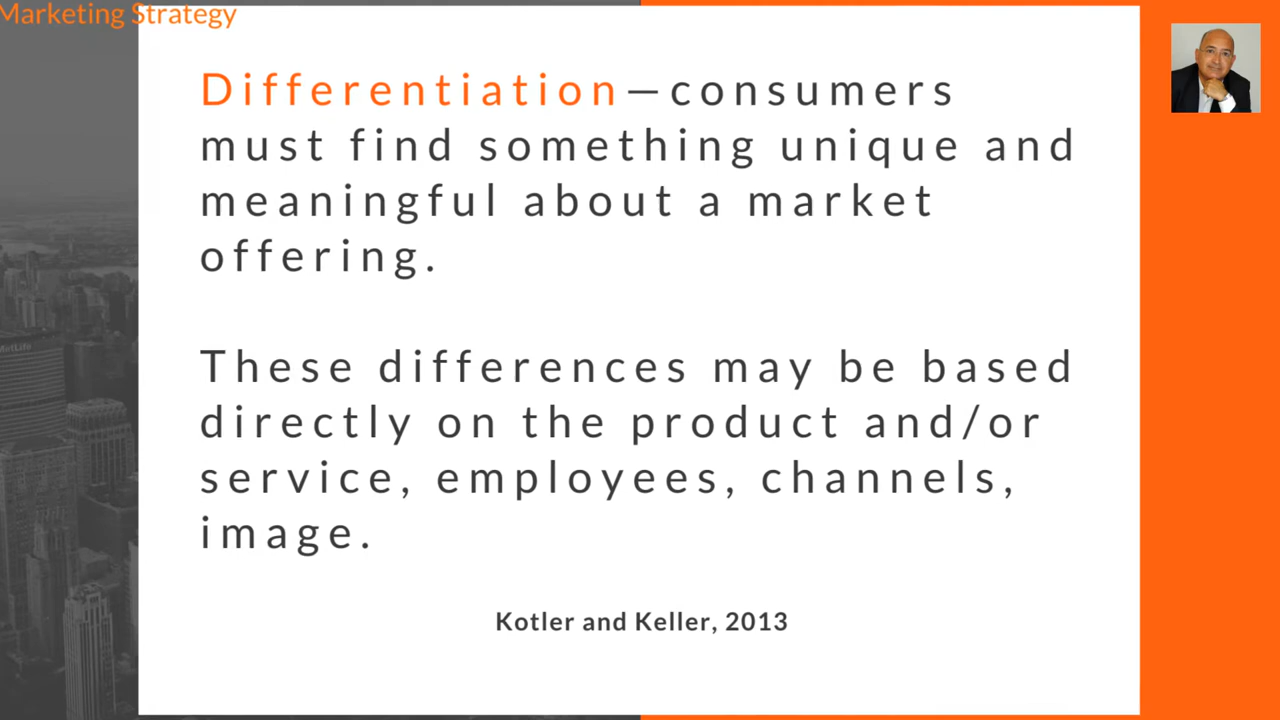 Marketing Strategy
Differentiation—consumers
must find something unique and
meaningful about a market
offering.
These differences may be based
directly on the product and/or
service, employees, channels,
image.
Kotler and Keller, 2013
MetLife